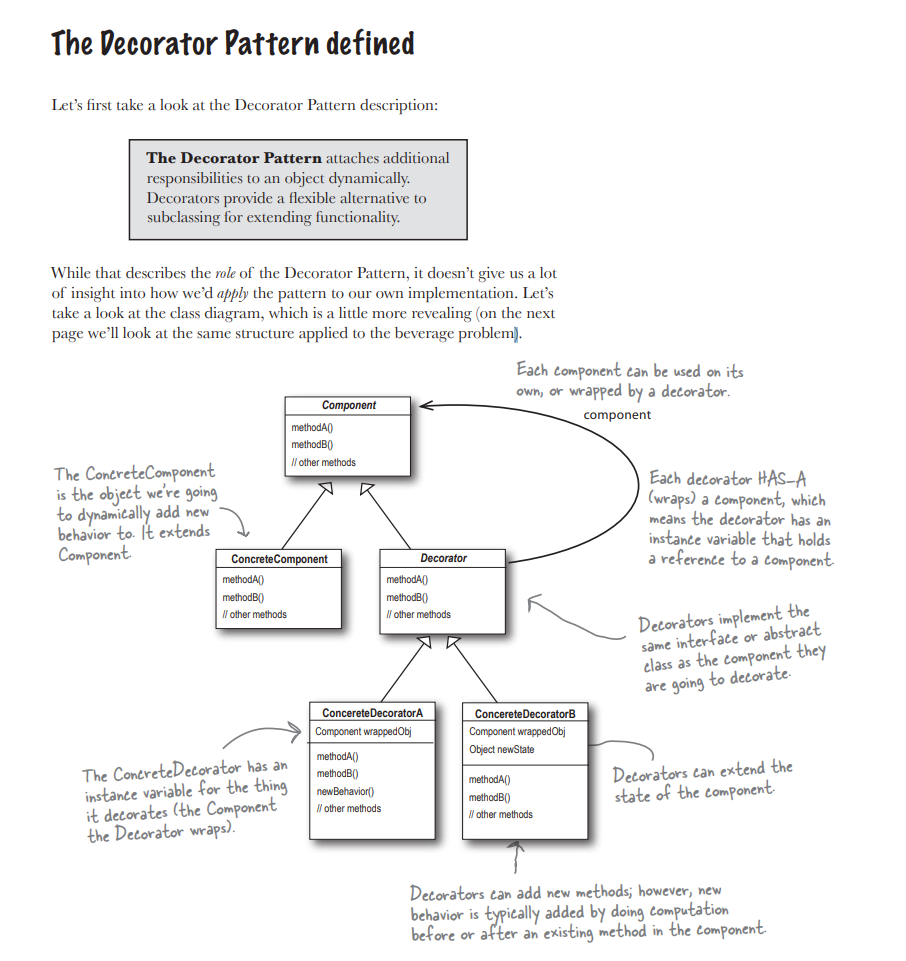 The Decorator Pattern defined
Let's first take a look at the Decorator Pattern description:
The Decorator Pattern attaches additional
responsibilities to an object dynamically.
Decorators provide a flexible alternative to
subclassing for extending functionality.
While that describes the role of the Decorator Pattern, it doesn't give us a lot
of insight into how we'd apply the pattern to our own implementation. Let's
take a look at the class diagram, which is a little more revealing (on the next
page we'll look at the same structure applied to the beverage problem).
Each component can be used on its
own, or wrapped by a decorator.
component
Component
methodA()
methodB()
// other methods
The ConcreteComponent
is the object we're going
to dynamically add new
behavior to. It extends
Component.
Each decorator HAS-A
(wraps) a component, which
means the decorator has an
instance variable that holds
a reference to a component.
ConcreteComponent
methodA()
methodB()
// other methods
Decorator
methodA()
methodB()
// other methods
Decorators implement the
same interface or abstract
class as the component they
are going to decorate.
ConcereteDecoratorA
Component wrappedObj
methodA()
methodB()
newBehavior()
// other methods
ConcereteDecoratorB
Component wrappedObj
Object newState
methodA()
methodB()
// other methods
The ConcreteDecorator has an
instance variable for the thing
it decorates (the Component
the Decorator wraps).
Decorators can extend the
state of the component.
Decorators can add new methods; however, new
behavior is typically added by doing computation
before or after an existing method in the component.